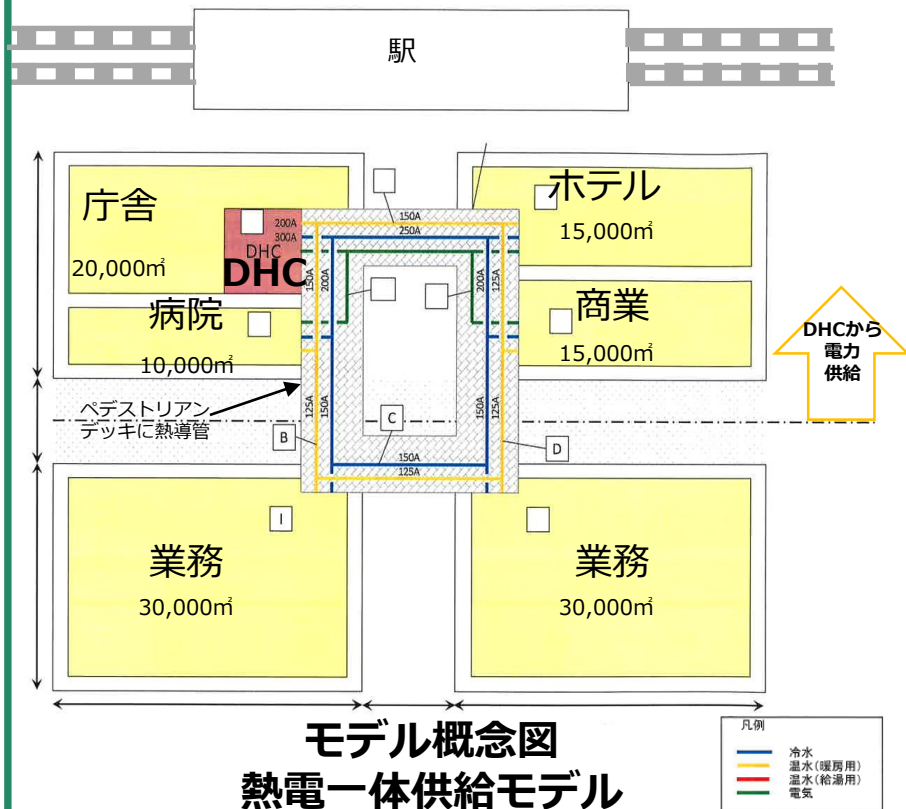 駅
庁舎
20,000㎡
DHC
DHC
200A
300A
150A
250A
ホテル
15,000㎡
150A
200A
200A
125A
病院
10,000㎡
商業
15,000㎡
DHCから
電力
供給
ペデストリアン
デッキに熱導管
125A
150A
B
C
150A
125A
D
150A
125A
I
業務
30,000㎡
業務
30,000㎡
モデル概念図
熱電一体供給モデル
凡例
冷水
温水(暖房用)
温水(給湯用)
電気